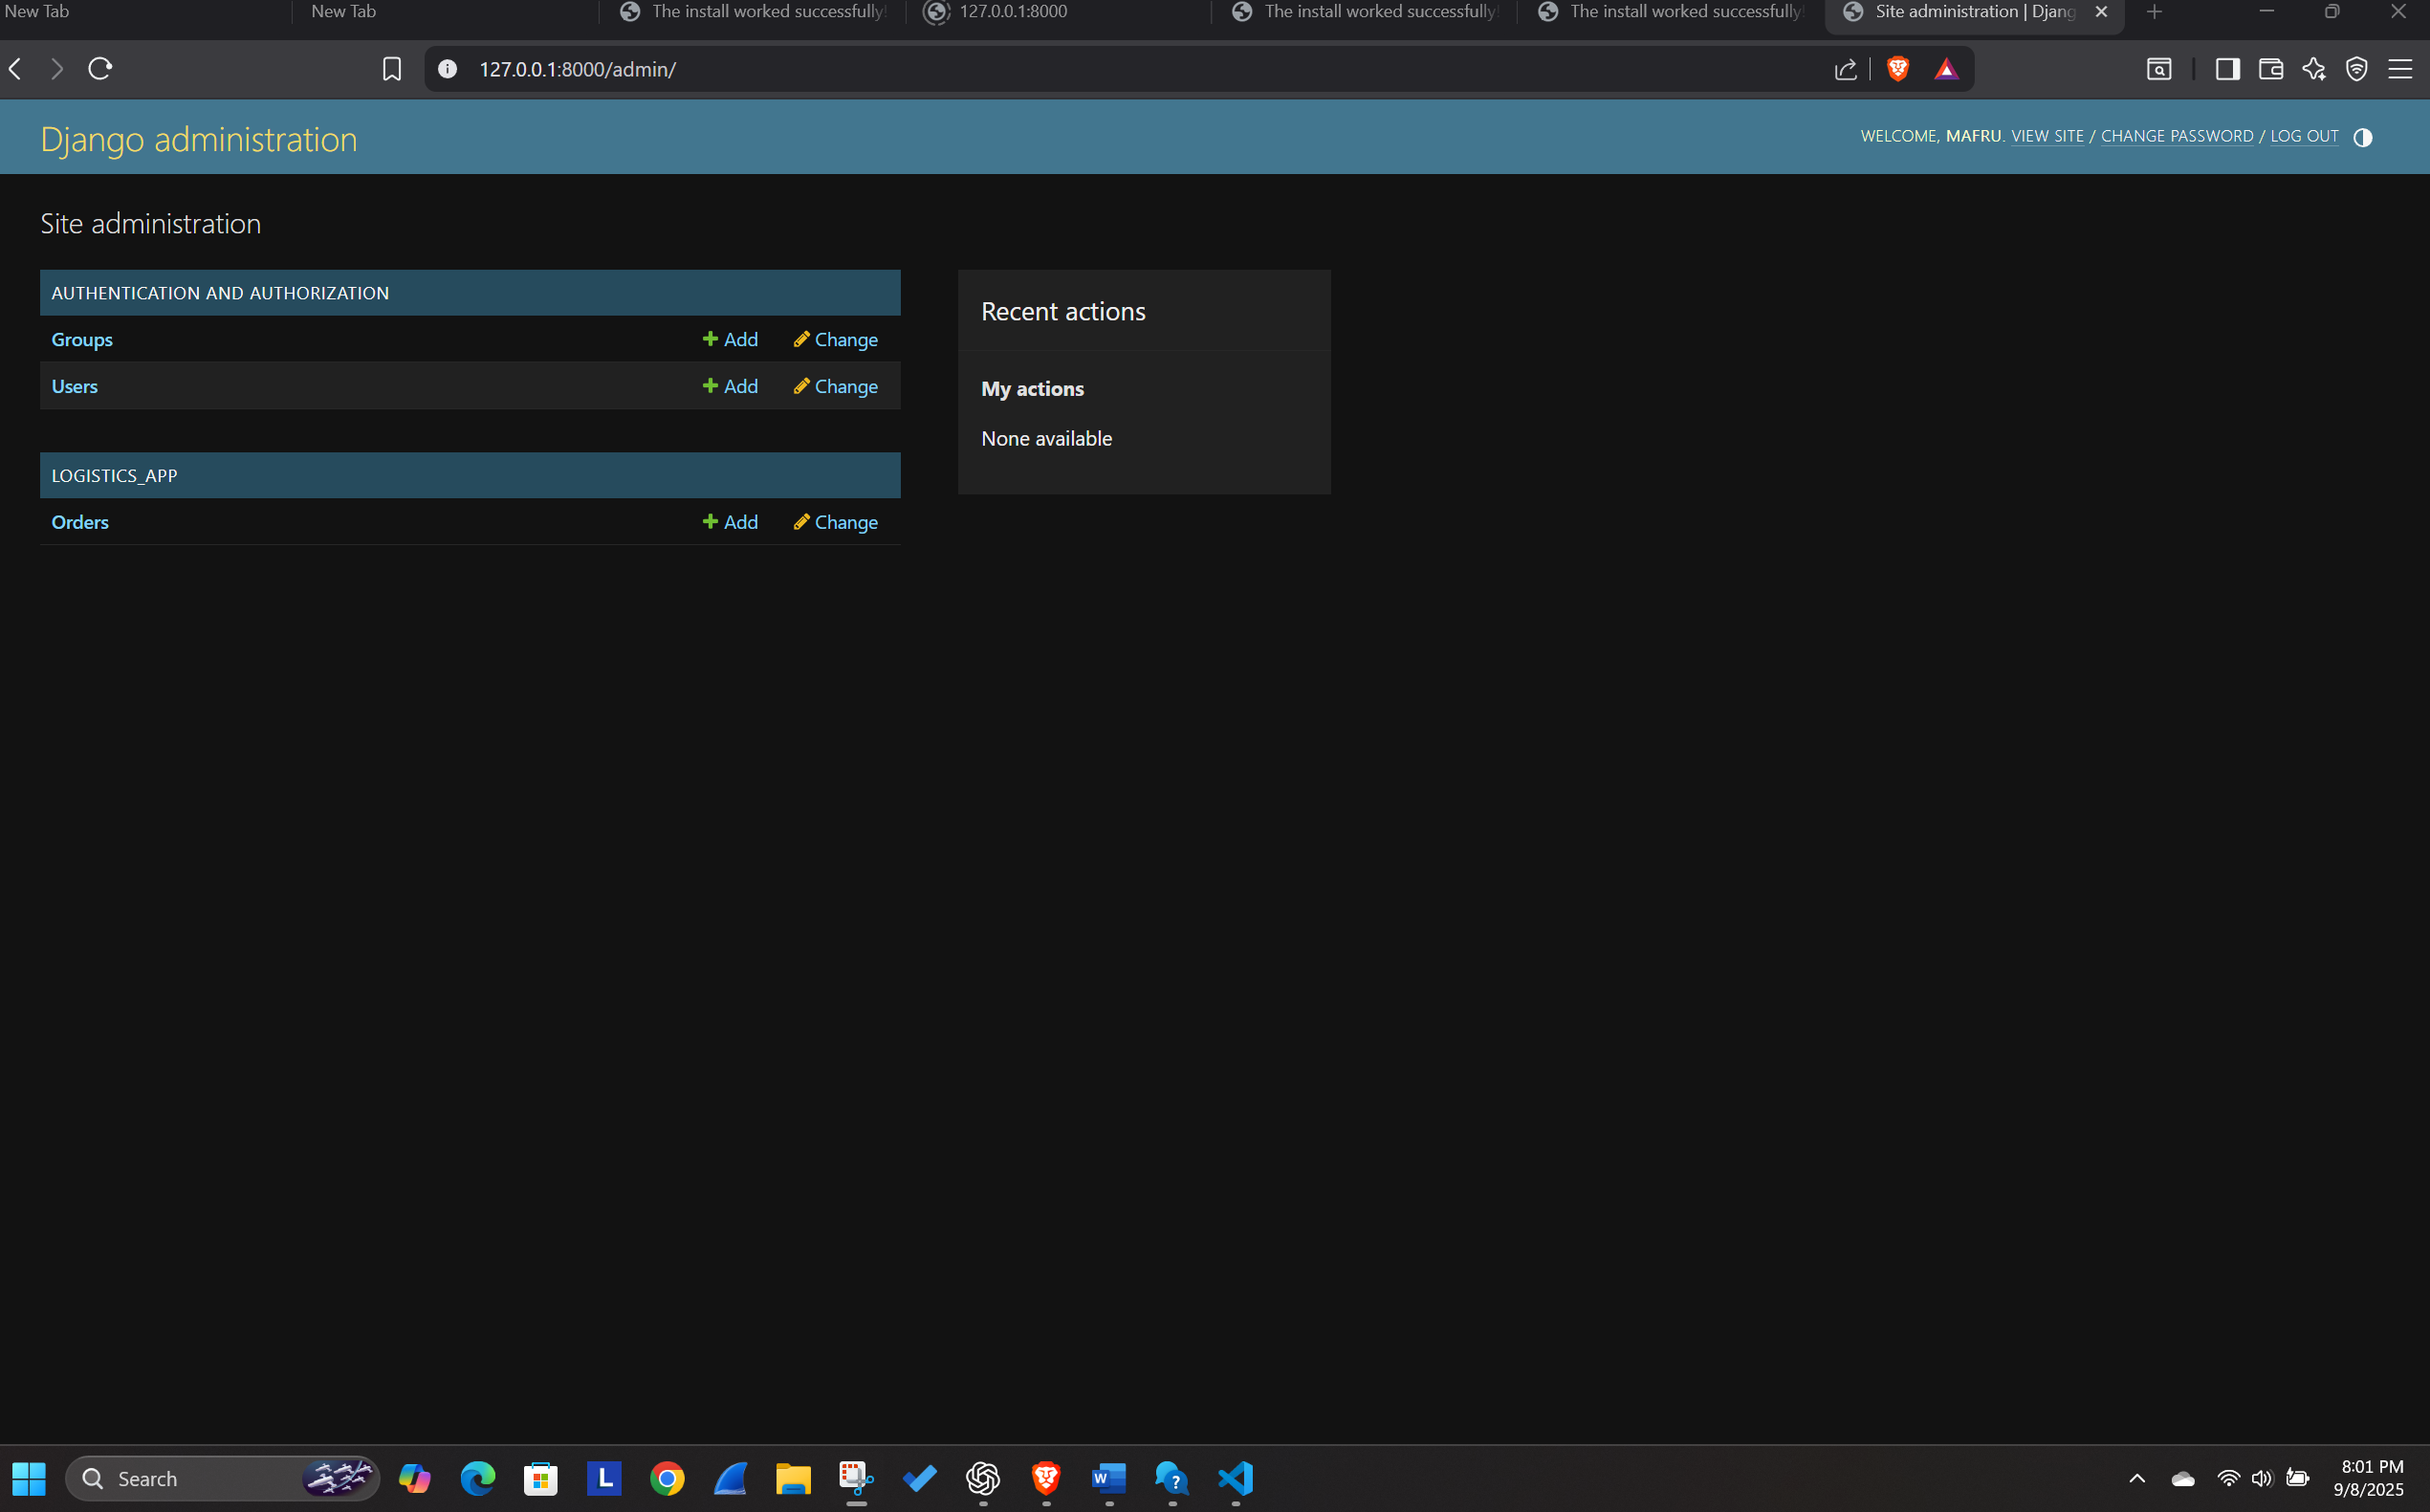 New Tab
New Tab
The install worked successfully!
127.0.0.1:8000
The install worked successfully!
The install worked successfully!
Site administration | Djang
127.0.0.1:8000/admin/
Django administration
WELCOME, MAFRU. VIEW SITE / CHANGE PASSWORD / LOG OUT
Site administration
AUTHENTICATION AND AUTHORIZATION
Groups Add Change
Users Add Change
LOGISTICS_APP
Orders Add Change
Recent actions
My actions
None available
Search
L
W
?
8:01 PM
9/8/2025